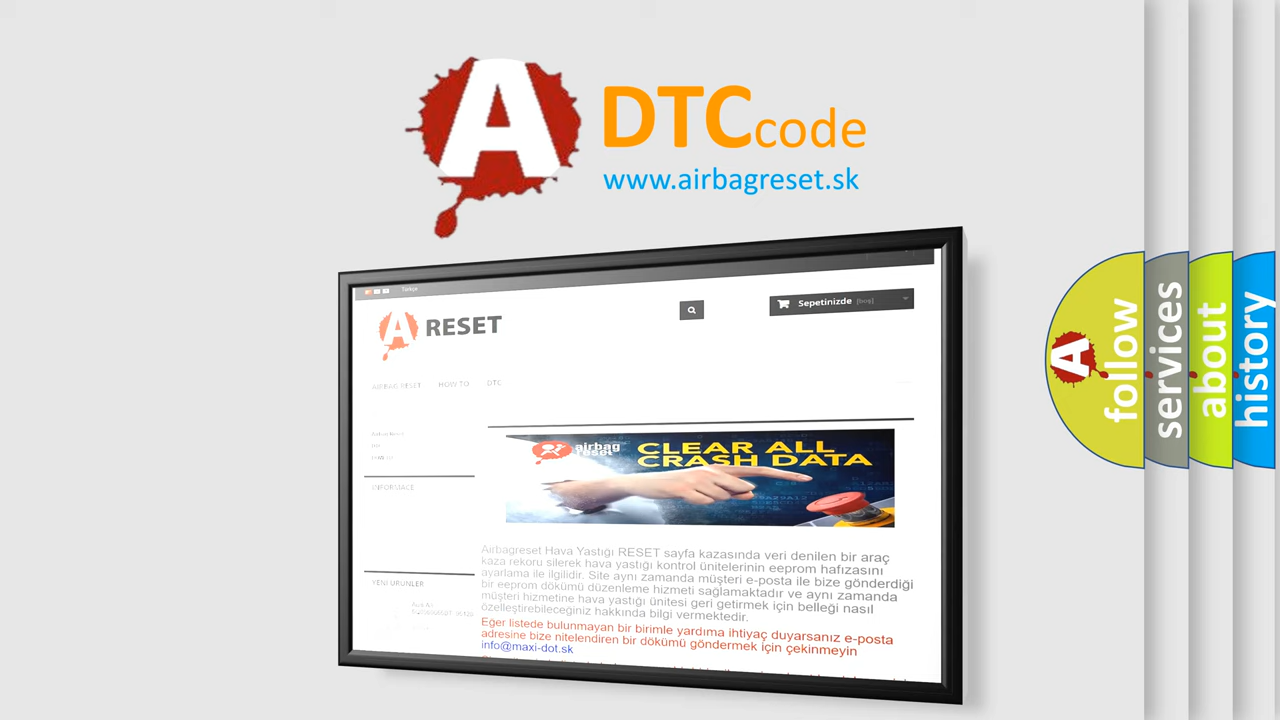 A DTCcode
www.airbagreset.sk
Türkçe
A RESET
Sepetinizde [boş]
AIRBAG RESET HOW TO DTC
INFORMACE
airbag
reset
CLEAR ALL
CRASH DATA
Airbagreset Hava Yastığı RESET sayfa kazasında veri denilen bir araç
kaza rekoru silerek hava yastığı kontrol ünitelerinin eeprom hafızasını
ayarlama ile ilgilidir. Site aynı zamanda müşteri e-posta ile bize gönderdiği
bir eeprom dökümü düzenleme hizmeti sağlamaktadır ve aynı zamanda
müşteri hizmetine hava yastığı ünitesi geri getirmek için belleği nasıl
özelleştirebileceğiniz hakkında bilgi vermektedir.
Eğer listede bulunmayan bir birimle yardıma ihtiyaç duyarsanız e-posta
adresine bize nitelendiren bir dökümü göndermek için çekinmeyin
info@maxi-dot.sk
YENİ ÜRÜNLER
A
follow
services
about
history